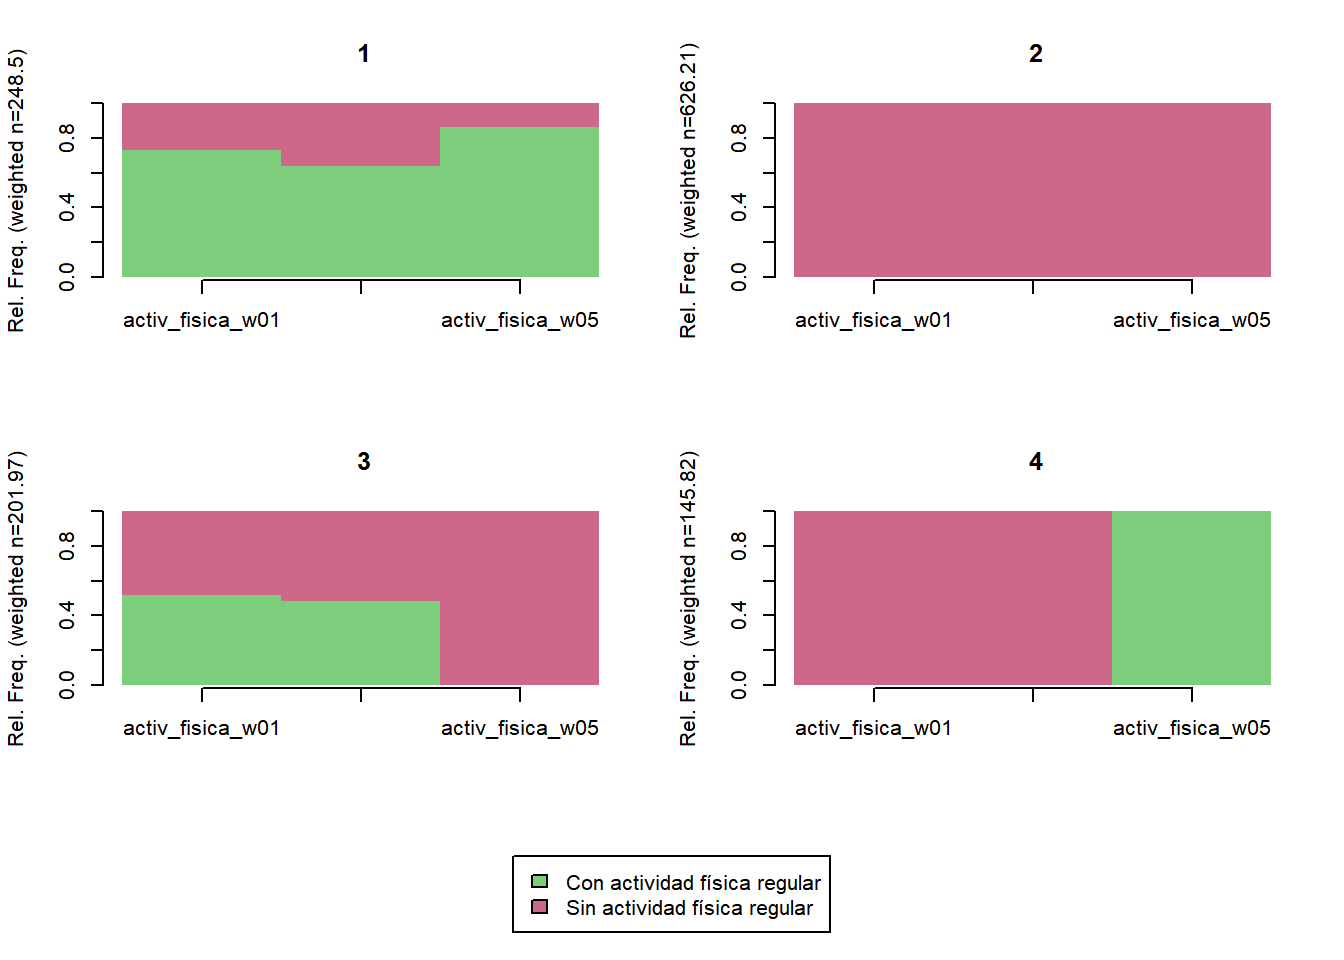 1
Rel. Freq. (weighted n=248.5)
0.8
0.4
0.0
activ_fisica_w01 activ_fisica_w05
2
Rel. Freq. (weighted n=626.21)
0.8
0.4
0.0
activ_fisica_w01 activ_fisica_w05
3
Rel. Freq. (weighted n=201.97)
0.8
0.4
0.0
activ_fisica_w01 activ_fisica_w05
4
Rel. Freq. (weighted n=145.82)
0.8
0.4
0.0
activ_fisica_w01 activ_fisica_w05
Con actividad física regular
Sin actividad física regular